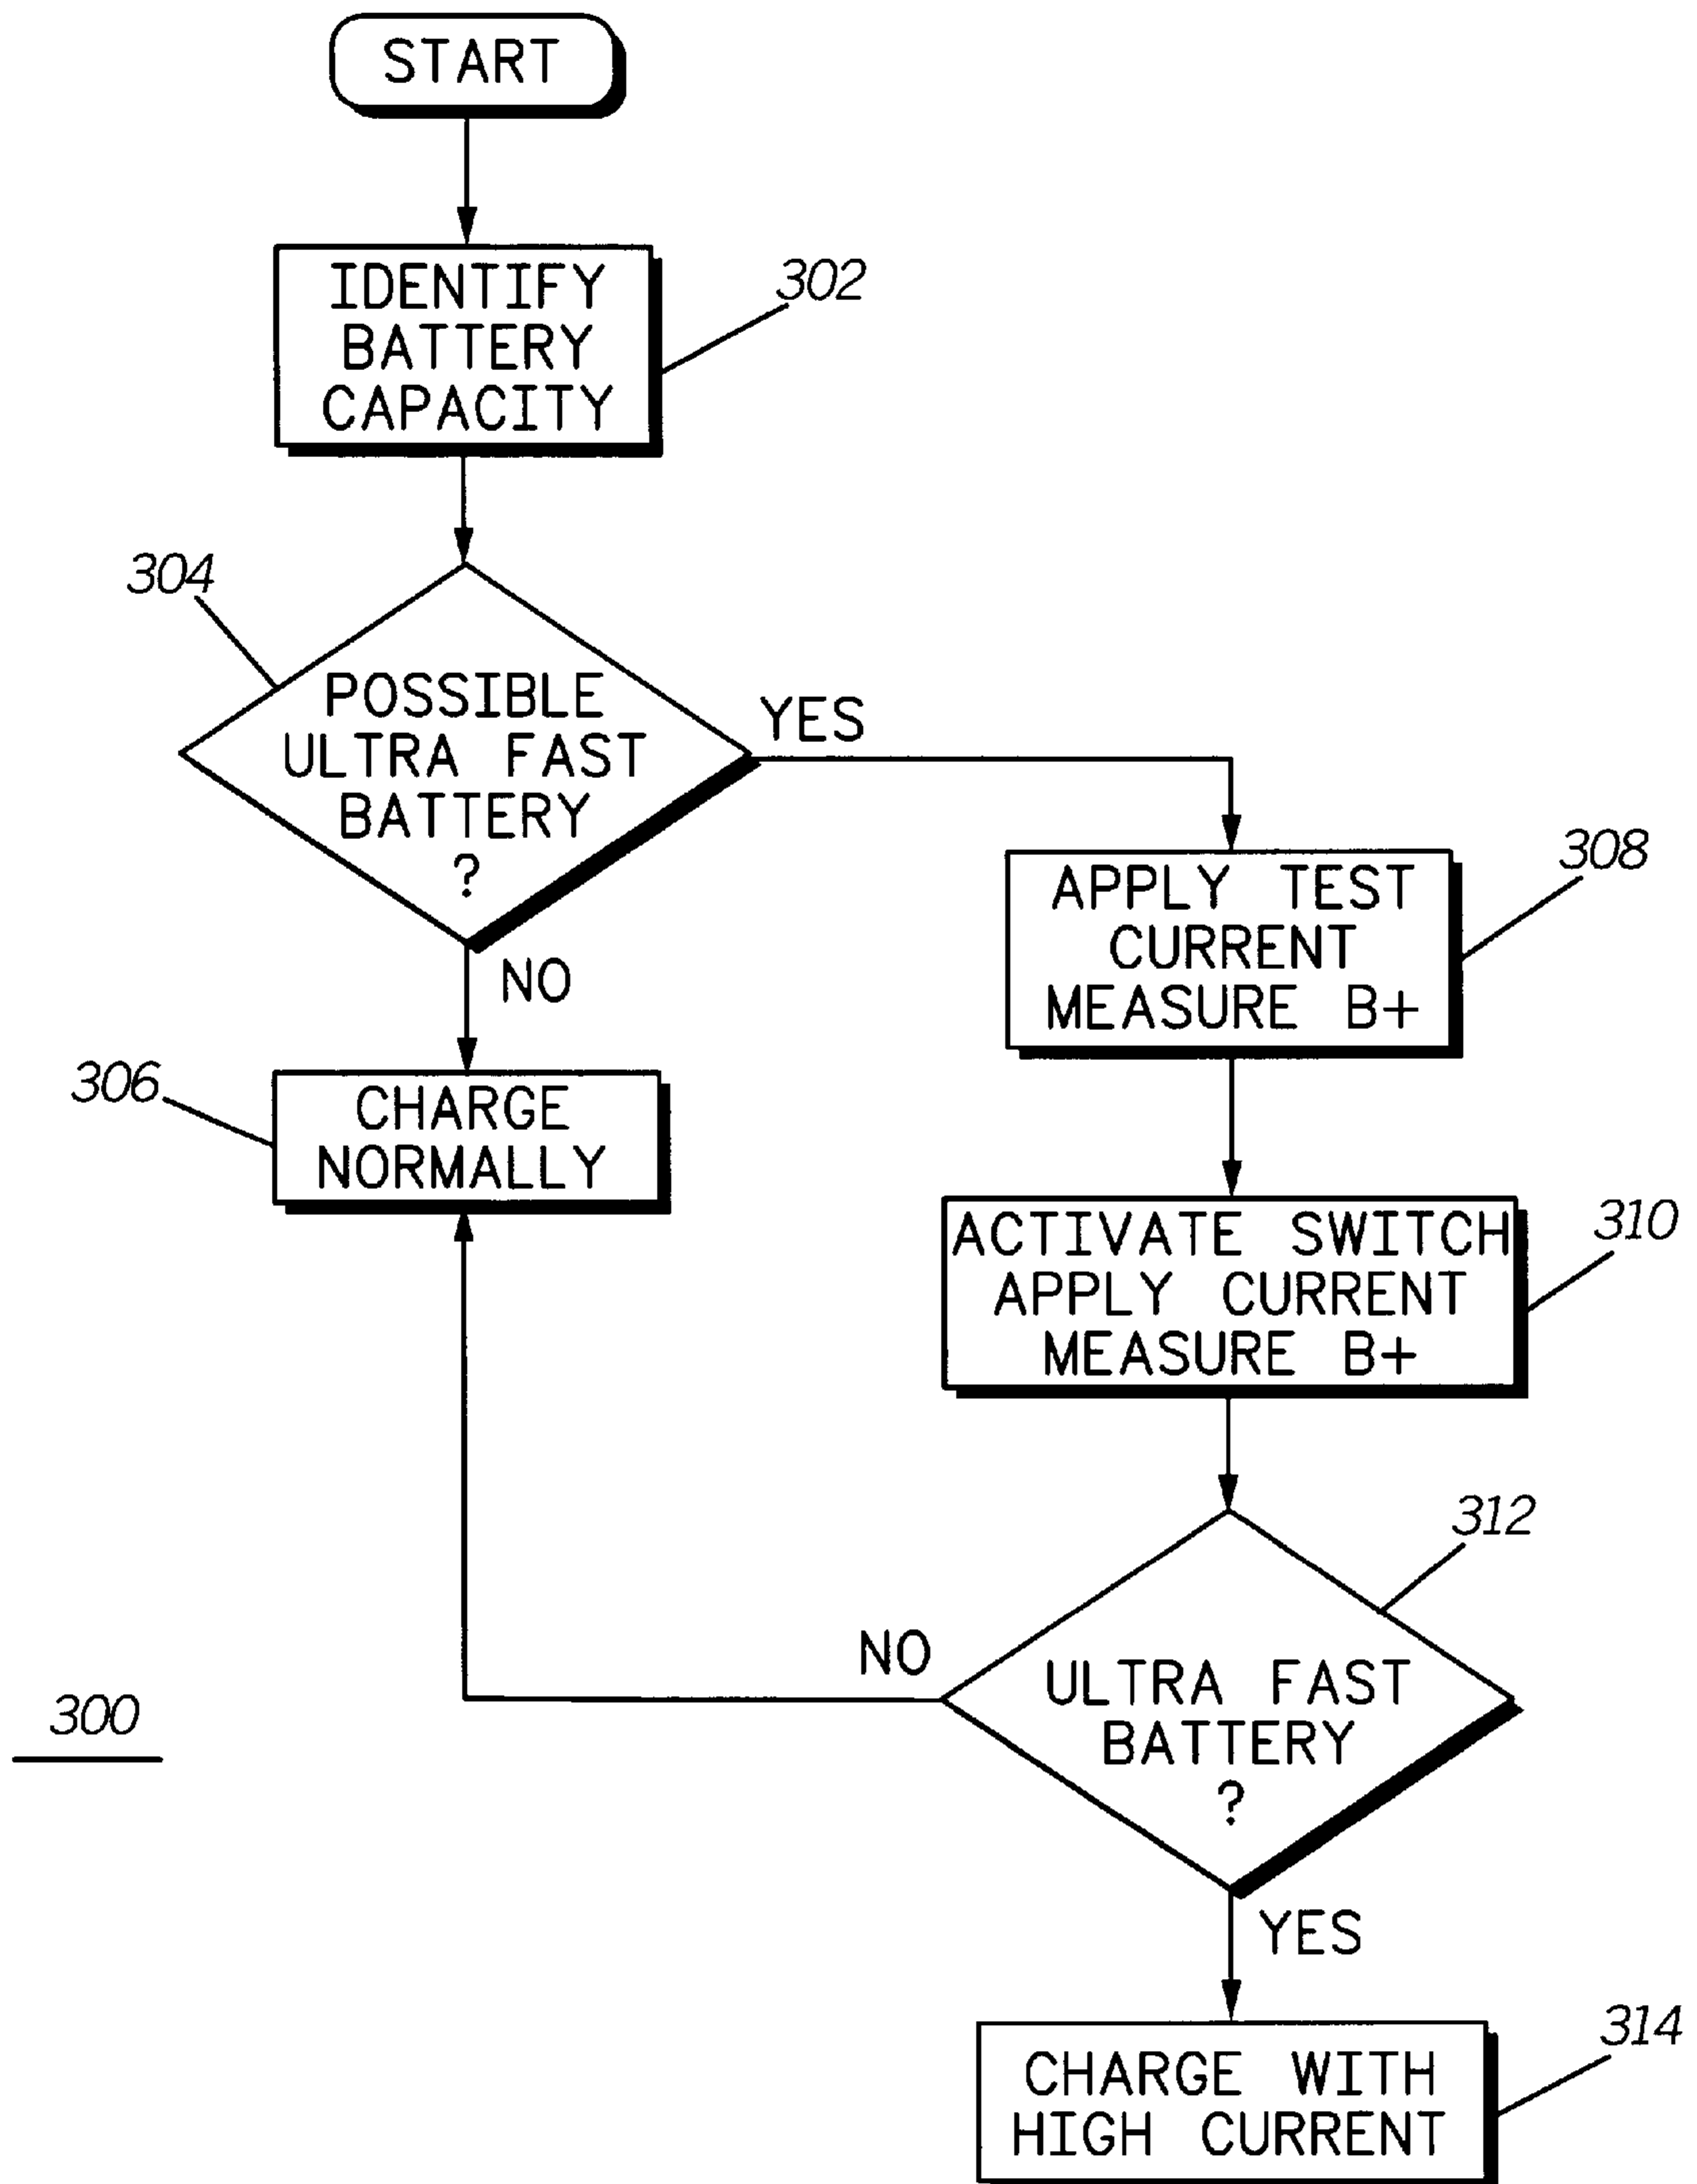 START
IDENTIFY
BATTERY
CAPACITY
302
304
POSSIBLE
ULTRA FAST
BATTERY
?
YES
NO
308
APPLY TEST
CURRENT
MEASURE B+
306
CHARGE
NORMALLY
310
ACTIVATE SWITCH
APPLY CURRENT
MEASURE B+
312
NO
ULTRA FAST
BATTERY
?
300
YES
314
CHARGE WITH
HIGH CURRENT